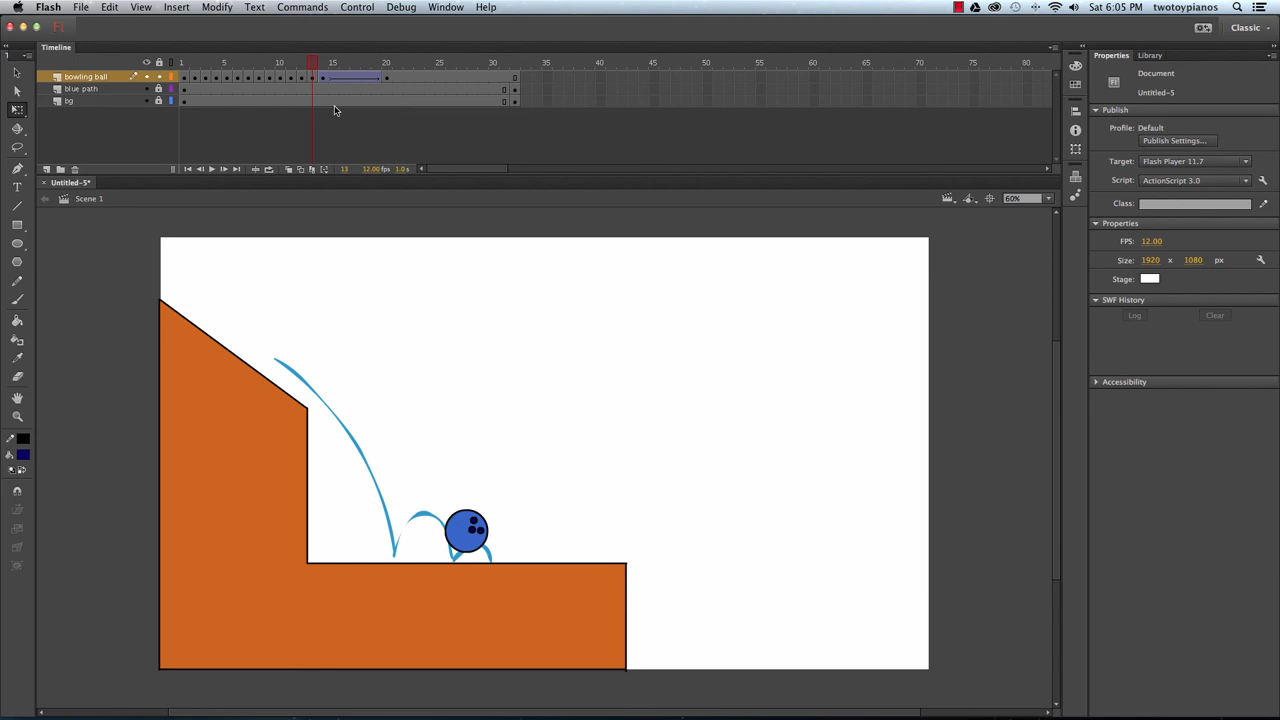 Flash File Edit View Insert Modify Text Commands Control Debug Window Help Sat 6:05 PM twotoypianos
Fl Classic
Timeline
1 5 10 15 20 25 30 35 40 45 50 55 60 65 70 75 80
bowling ball
blue path
bg
13 12.00 fps 1.0 s
Untitled-5*
Scene 1 60%
Properties Library
Document
Untitled-5
Publish
Profile: Default
Publish Settings...
Target: Flash Player 11.7
Script: ActionScript 3.0
Class:
Properties
FPS: 12.00
Size: 1920 x 1080 px
Stage:
SWF History
Log Clear
Accessibility